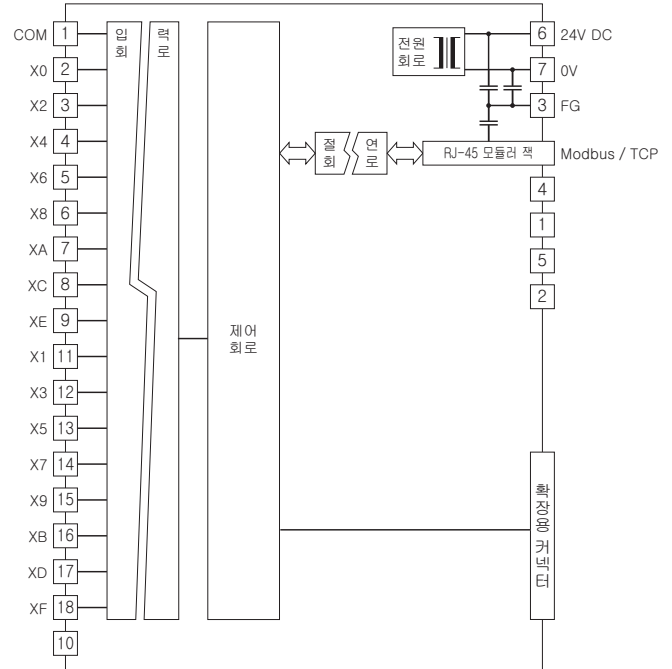 COM 1
X0 2
X2 3
X4 4
X6 5
X8 6
XA 7
XC 8
XE 9
X1 11
X3 12
X5 13
X7 14
X9 15
XB 16
XD 17
XF 18
10
입력
회로
제어
회로
절연
회로
전원
회로
RJ-45 모듈러 잭
확장용 커넥터
6 24V DC
7 0V
3 FG
Modbus / TCP
4
1
5
2